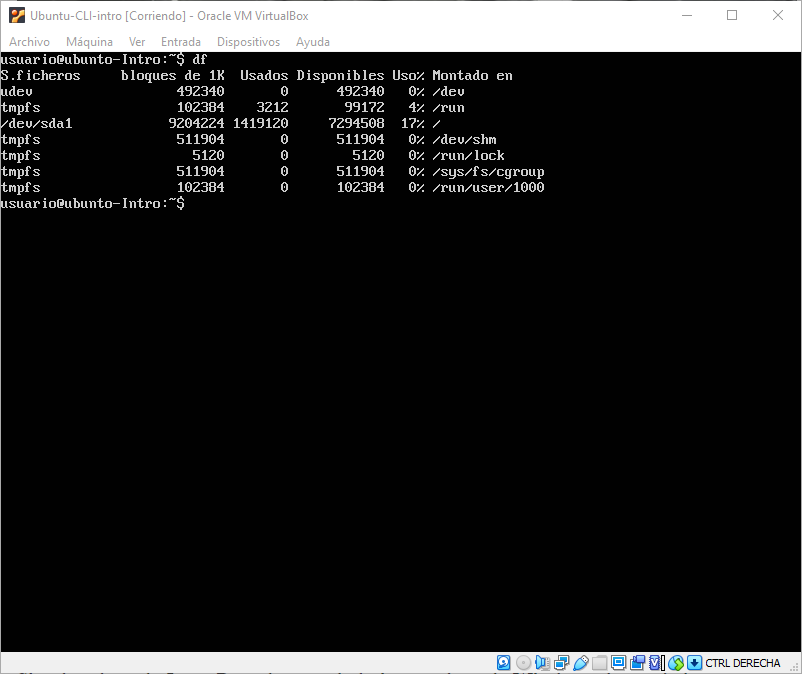 Ubuntu-CLI-intro [Corriendo] - Oracle VM VirtualBox
Archivo Máquina Ver Entrada Dispositivos Ayuda
usuario@ubunto-Intro:~$ df
S.ficheros bloques de 1K Usados Disponibles Uso% Montado en
udev 492340 0 492340 0% /dev
tmpfs 102384 3212 99172 4% /run
/dev/sda1 9204224 1419120 7294508 17% /
tmpfs 511904 0 511904 0% /dev/shm
tmpfs 5120 0 5120 0% /run/lock
tmpfs 511904 0 511904 0% /sys/fs/cgroup
tmpfs 102384 0 102384 0% /run/user/1000
usuario@ubunto-Intro:~$
CTRL DERECHA